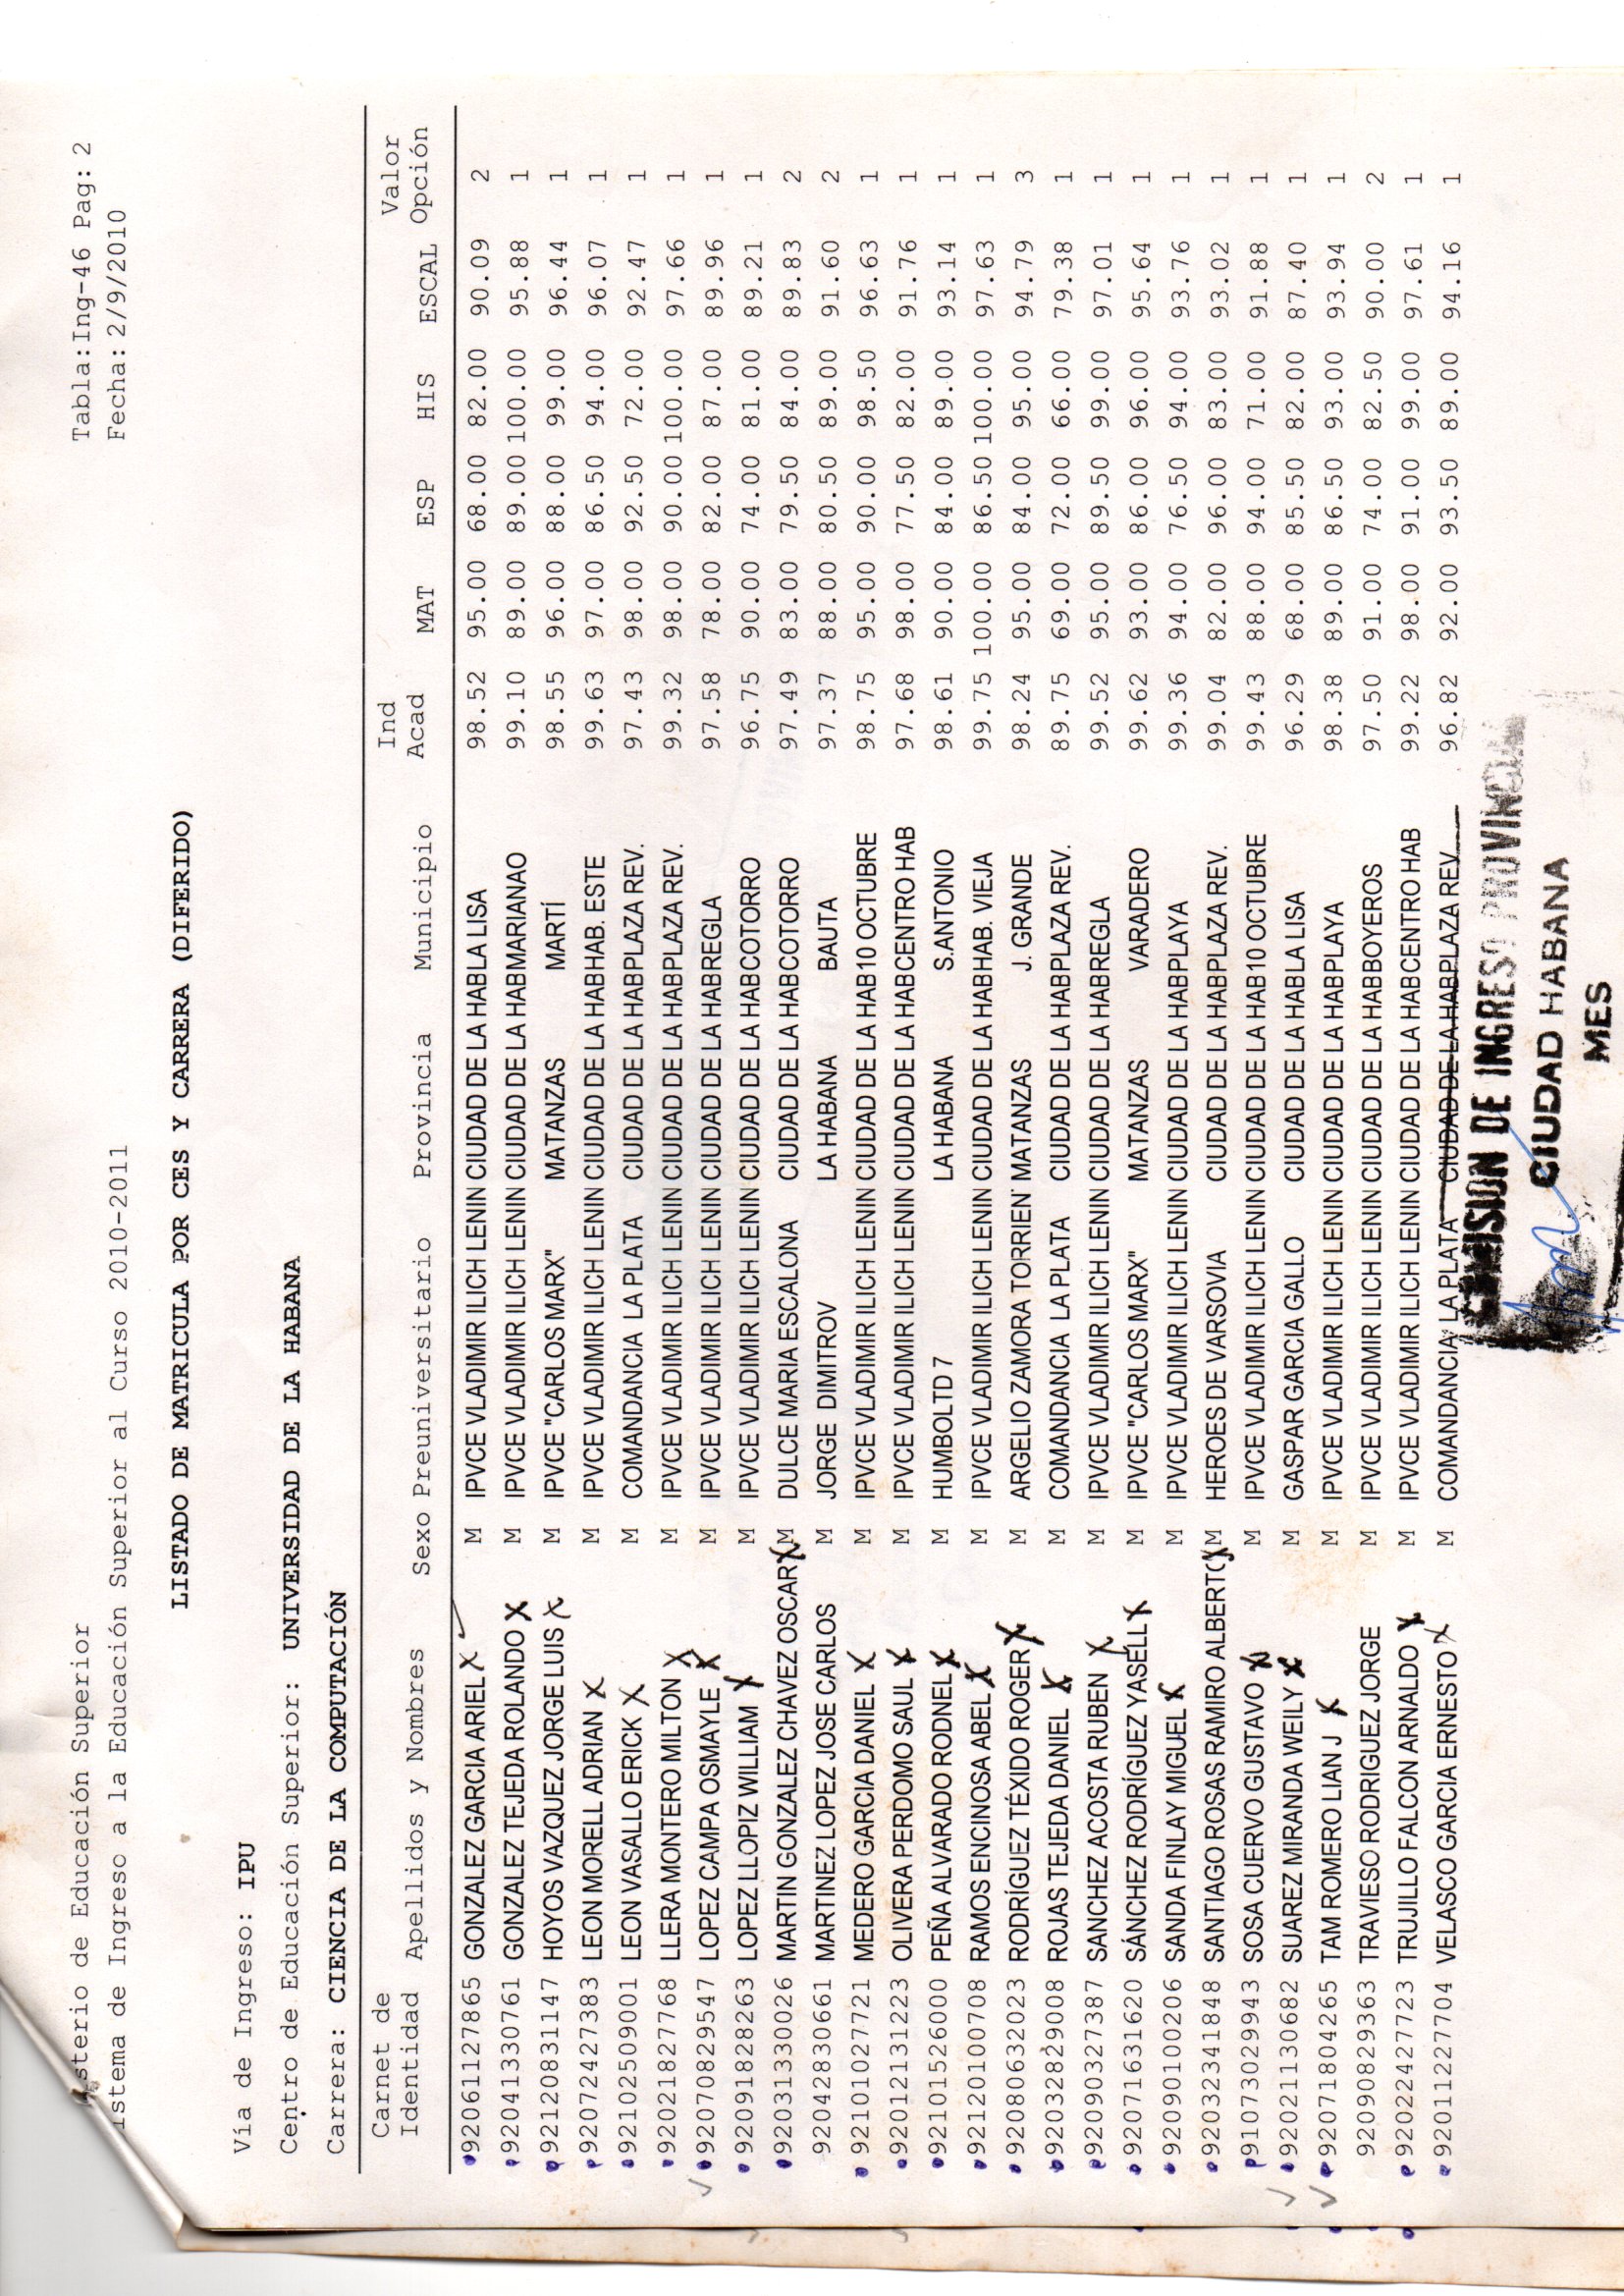 sterio de Educación Superior
istema de Ingreso a la Educación Superior al Curso 2010-2011
Tabla:Ing-46 Pag: 2
Fecha: 2/9/2010
LISTADO DE MATRICULA POR CES Y CARRERA (DIFERIDO)
Vía de Ingreso: IPU
Centro de Educación Superior: UNIVERSIDAD DE LA HABANA
Carrera: CIENCIA DE LA COMPUTACIÓN
Carnet de Identidad Apellidos y Nombres Sexo Preuniversitario Provincia Municipio Ind Acad MAT ESP HIS ESCAL Valor Opción
92061127865 GONZALEZ GARCIA ARIEL X M IPVCE VLADIMIR ILICH LENIN CIUDAD DE LA HAB LA LISA 98.52 95.00 68.00 82.00 90.09 2
92041330761 GONZALEZ TEJEDA ROLANDO X M IPVCE VLADIMIR ILICH LENIN CIUDAD DE LA HAB MARIANAO 99.10 89.00 89.00 100.00 95.88 1
92120831147 HOYOS VAZQUEZ JORGE LUIS X M IPVCE "CARLOS MARX" MATANZAS MARTÍ 98.55 96.00 88.00 99.00 96.44 1
92072427383 LEON MORELL ADRIAN X M IPVCE VLADIMIR ILICH LENIN CIUDAD DE LA HAB HAB. ESTE 99.63 97.00 86.50 94.00 96.07 1
92102509001 LEON VASALLO ERICK X M COMANDANCIA LA PLATA CIUDAD DE LA HAB PLAZA REV. 97.43 98.00 92.50 72.00 92.47 1
92021827768 LLERA MONTERO MILTON X M IPVCE VLADIMIR ILICH LENIN CIUDAD DE LA HAB PLAZA REV. 99.32 98.00 90.00 100.00 97.66 1
92070829547 LOPEZ CAMPA OSMAYLE X M IPVCE VLADIMIR ILICH LENIN CIUDAD DE LA HAB REGLA 97.58 78.00 82.00 87.00 89.96 1
92091828263 LOPEZ LLOPIZ WILLIAM X M IPVCE VLADIMIR ILICH LENIN CIUDAD DE LA HAB COTORRO 96.75 90.00 74.00 81.00 89.21 1
92031330026 MARTIN GONZALEZ CHAVEZ OSCAR X M DULCE MARIA ESCALONA CIUDAD DE LA HAB COTORRO 97.49 83.00 79.50 84.00 89.83 2
92042830661 MARTINEZ LOPEZ JOSE CARLOS M JORGE DIMITROV LA HABANA BAUTA 97.37 88.00 80.50 89.00 91.60 2
92101027721 MEDERO GARCIA DANIEL X M IPVCE VLADIMIR ILICH LENIN CIUDAD DE LA HAB 10 OCTUBRE 98.75 95.00 90.00 98.50 96.63 1
92012131223 OLIVERA PERDOMO SAUL X M IPVCE VLADIMIR ILICH LENIN CIUDAD DE LA HAB CENTRO HAB 97.68 98.00 77.50 82.00 91.76 1
92101526000 PEÑA ALVARADO RODNEL X M HUMBOLTD 7 LA HABANA S.ANTONIO 98.61 90.00 84.00 89.00 93.14 1
92120100708 RAMOS ENCINOSA ABEL X M IPVCE VLADIMIR ILICH LENIN CIUDAD DE LA HAB HAB. VIEJA 99.75 100.00 86.50 100.00 97.63 1
92080632023 RODRÍGUEZ TÉXIDO ROGER X M ARGELIO ZAMORA TORRIEN MATANZAS J. GRANDE 98.24 95.00 84.00 95.00 94.79 3
92032829008 ROJAS TEJEDA DANIEL X M COMANDANCIA LA PLATA CIUDAD DE LA HAB PLAZA REV. 89.75 69.00 72.00 66.00 79.38 1
92090327387 SANCHEZ ACOSTA RUBEN X M IPVCE VLADIMIR ILICH LENIN CIUDAD DE LA HAB REGLA 99.52 95.00 89.50 99.00 97.01 1
92071631620 SÁNCHEZ RODRÍGUEZ YASELL X M IPVCE "CARLOS MARX" MATANZAS VARADERO 99.62 93.00 86.00 96.00 95.64 1
92090100206 SANDA FINLAY MIGUEL X M IPVCE VLADIMIR ILICH LENIN CIUDAD DE LA HAB PLAYA 99.36 94.00 76.50 94.00 93.76 1
92032341848 SANTIAGO ROSAS RAMIRO ALBERTO X M HEROES DE VARSOVIA CIUDAD DE LA HAB PLAZA REV. 99.04 82.00 96.00 83.00 93.02 1
91073029943 SOSA CUERVO GUSTAVO X M IPVCE VLADIMIR ILICH LENIN CIUDAD DE LA HAB 10 OCTUBRE 99.43 88.00 94.00 71.00 91.88 1
92021130682 SUAREZ MIRANDA WEILY X M GASPAR GARCIA GALLO CIUDAD DE LA HAB LA LISA 96.29 68.00 85.50 82.00 87.40 1
92071804265 TAM ROMERO LIAN J X M IPVCE VLADIMIR ILICH LENIN CIUDAD DE LA HAB PLAYA 98.38 89.00 86.50 93.00 93.94 1
92090829363 TRAVIESO RODRIGUEZ JORGE M IPVCE VLADIMIR ILICH LENIN CIUDAD DE LA HAB BOYEROS 97.50 91.00 74.00 82.50 90.00 2
92022427723 TRUJILLO FALCON ARNALDO X M IPVCE VLADIMIR ILICH LENIN CIUDAD DE LA HAB CENTRO HAB 99.22 98.00 91.00 99.00 97.61 1
92011227704 VELASCO GARCIA ERNESTO X M COMANDANCIA LA PLATA CIUDAD DE LA HAB PLAZA REV. 96.82 92.00 93.50 89.00 94.16 1
COMISION DE INGRESO PROVINCIAL
CIUDAD HABANA
MES